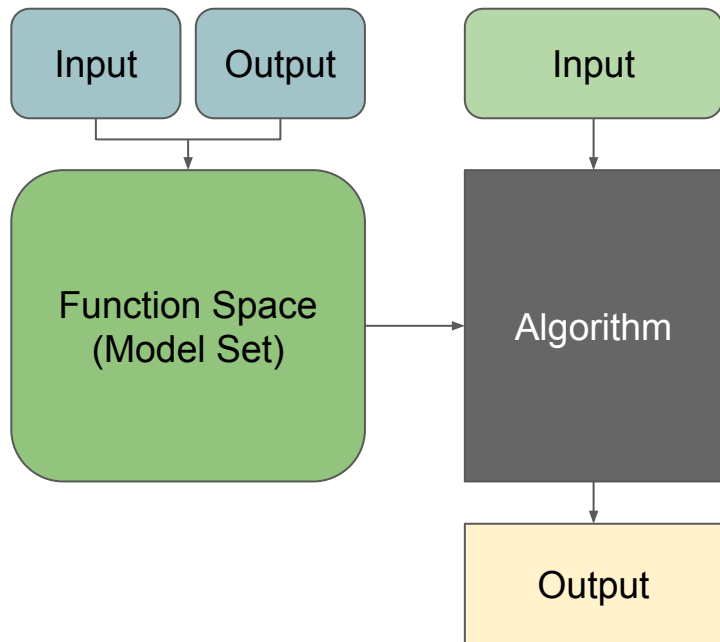 Input
Output
Input
Function Space
(Model Set)
Algorithm
Output